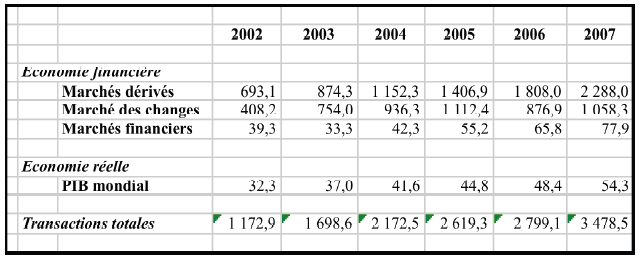 2002 2003 2004 2005 2006 2007
Economie financière
Marchés dérivés 693,1 874,3 1 152,3 1 406,9 1 808,0 2 288,0
Marché des changes 408,2 754,0 936,3 1 112,4 876,9 1 058,3
Marchés financiers 39,3 33,3 42,3 55,2 65,8 77,9
Economie réelle
PIB mondial 32,3 37,0 41,6 44,8 48,4 54,3
Transactions totales 1 172,9 1 698,6 2 172,5 2 619,3 2 799,1 3 478,5